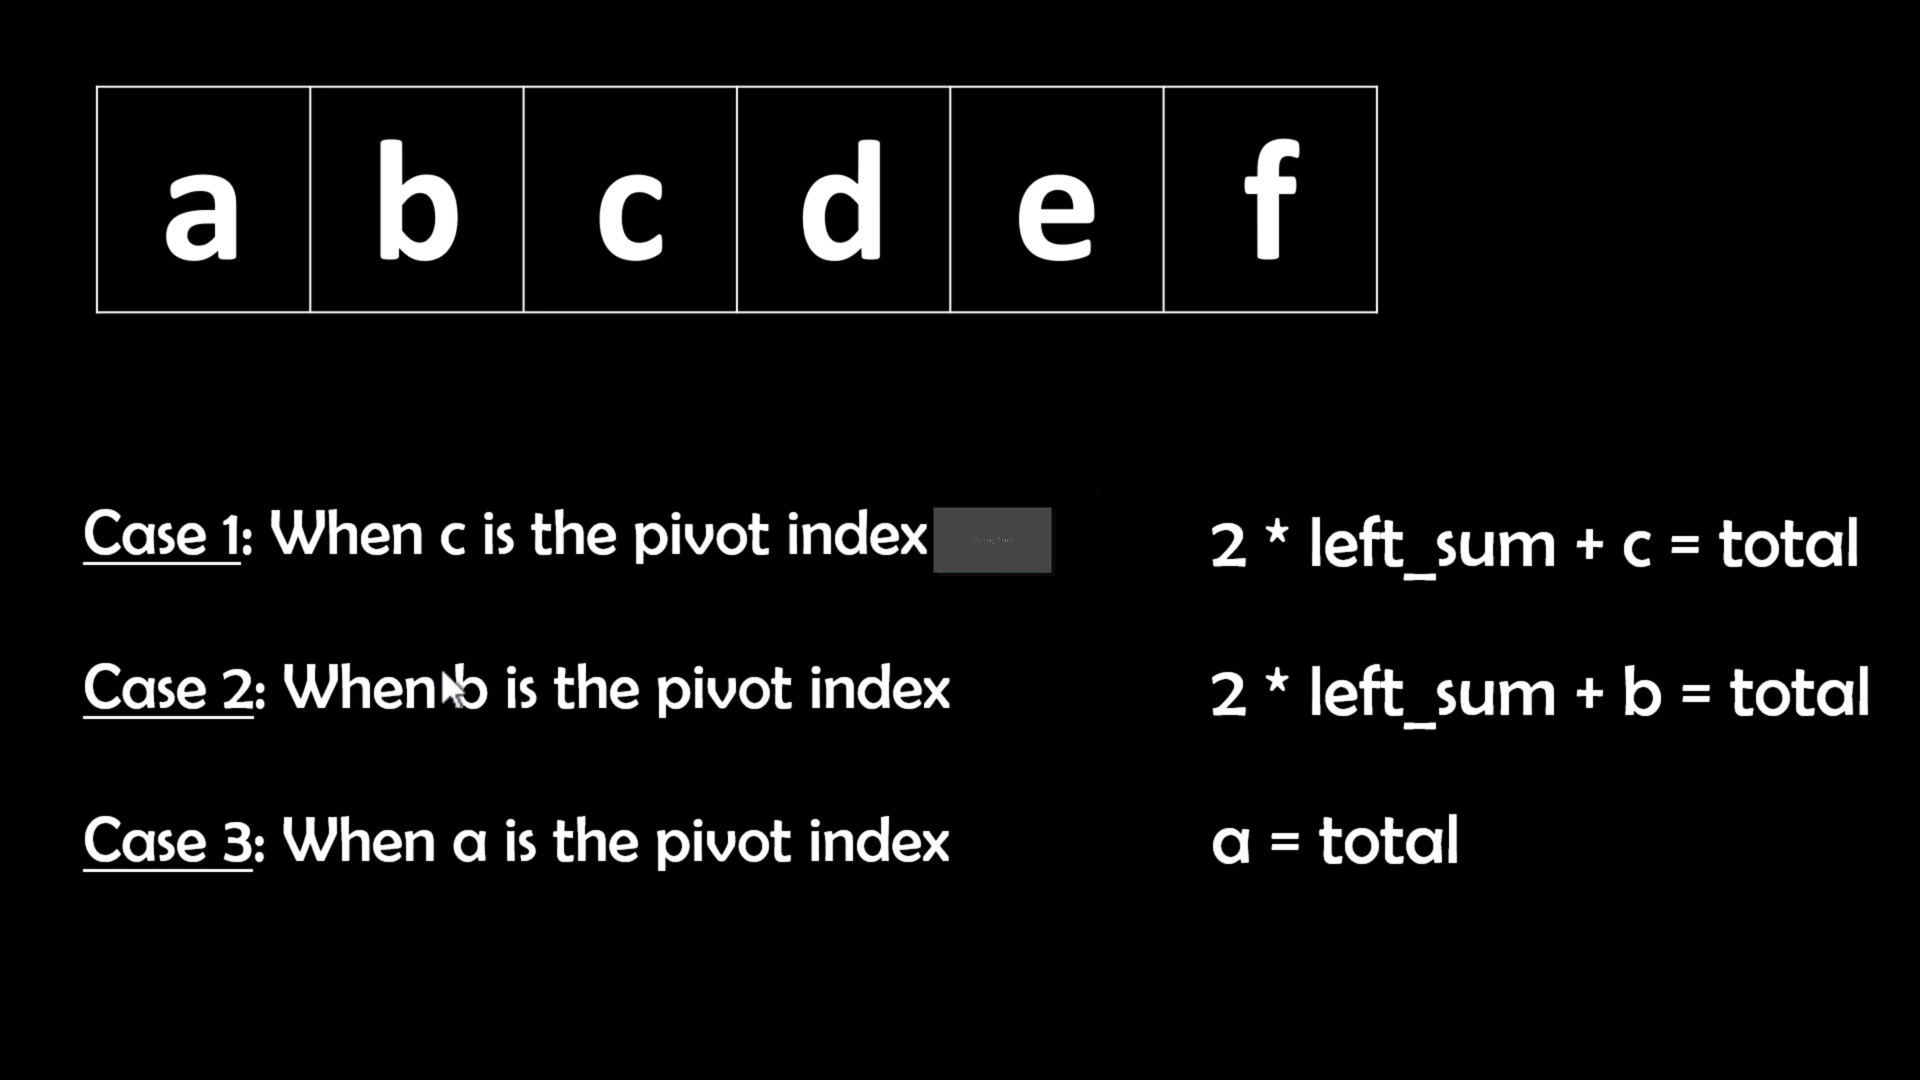 a b c d e f
Case 1: When c is the pivot index
2 * left_sum + c = total
Case 2: When b is the pivot index
2 * left_sum + b = total
Case 3: When a is the pivot index
a = total